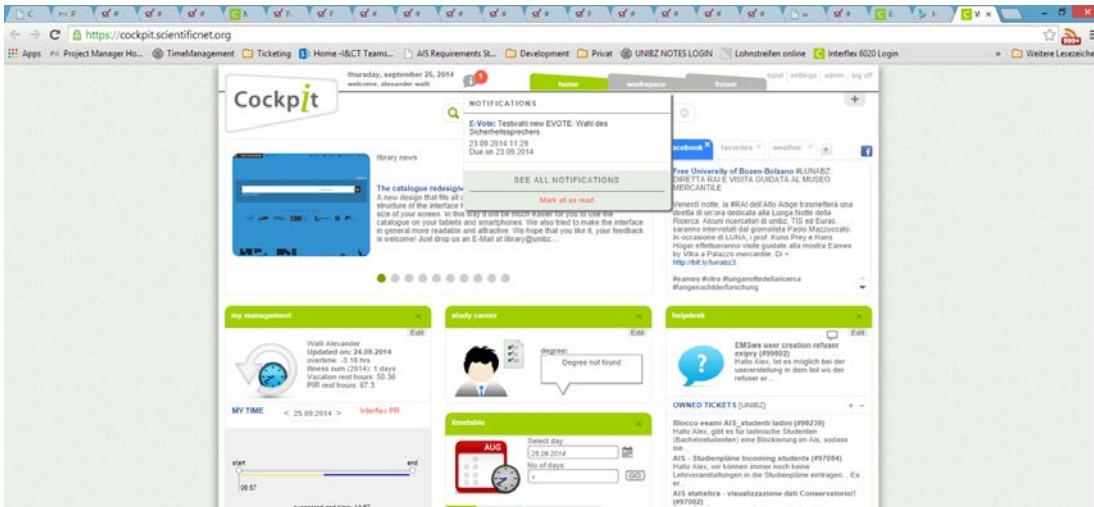 https://cockpit.scientificnet.org
Apps
Project Manager Ho...
TimeManagement
Ticketing
Home -I&CT Teams...
AIS Requirements St...
Development
Privat
UNIBZ NOTES LOGIN
Lohnstreifen online
Interflex 6020 Login
»
Weitere Lesezeichen
Cockpit
thursday, september 25, 2014
welcome, alexander walli
1
home
workspace
forum
input settings admin log off
NOTIFICATIONS
E-Vote: Testwahl new EVOTE: Wahl des
Sicherheitssprechers
23.09.2014 11:29
Due on 23.09.2014
SEE ALL NOTIFICATIONS
Mark all as read
library news
The catalogue redesigne
A new design that fits all
structure of the interface
size of your screen. In this way it will be much easier for you to use the
catalogue on your tablets and smartphones. We also tried to make the interface
in general more readable and attractive. We hope that you like it, your feedback
is welcome! Just drop us an E-Mail at library@unibz....
acebook
favorites
weather
Free University of Bozen-Bolzano #LUNABZ:
DIRETTA RAI E VISITA GUIDATA AL MUSEO
MERCANTILE
Venerdì notte, la #RAI dell'Alto Adige trasmetterà una
diretta di un'ora dedicata alla Lunga Notte della
Ricerca. Alcuni ricercatori di unibz, TIS ed Eurac
saranno intervistati dal giornalista Paolo Mazzucato.
In occasione di LUNA, i prof. Kuno Prey e Hans
Höger effettueranno visite guidate alla mostra Eames
by Vitra a Palazzo mercantile. Di +:
http://bit.ly/lunabz3.
#eames #vitra #lunganottedellaricerca
#langenachtderforschung
my management
Edit
Walli Alexander
Updated on: 24.09.2014
overtime: -3.18 hrs
illness sum (2014): 1 days
Vacation rest hours: 50.36
PIR rest hours: 67.3
MY TIME
< 25.09.2014 >
Interflex PR
start
end
08:57
study career
Edit
degree:
Degree not found
timetable
AUG
Select day:
25.09.2014
No of days:
1
GO
helpdesk
Edit
EMSws user creation refuser
exipry (#99802)
Hallo Alex, ist es möglich bei der
usererstellung in dem teil wo der
refuser er...
OWNED TICKETS [UNIBZ]
+ −
Blocco esami AIS_studenti ladini (#98239)
Hallo Alex, gibt es für ladinische Studenten
(Bachelostudenten) eine Blockierung im Ais, sodass
sie...
AIS - Studienpläne Incoming students (#97084)
Hallo Alex, wir können immer noch keine
Lehrveranstaltungen in die Studienpläne eintragen... Es
er...
AIS statistics - visualizzazione dati Conservatorio!!
(#97082)